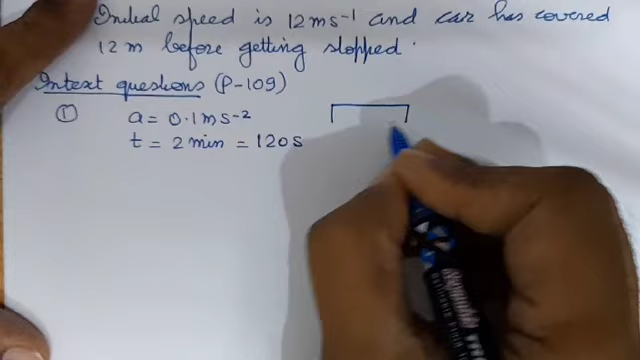 Initial speed is 12 ms⁻¹ and car has covered
12 m before getting stopped.
Intext questions (P-109)
① a = 0.1 ms⁻²
t = 2 min = 120 s
Reynolds